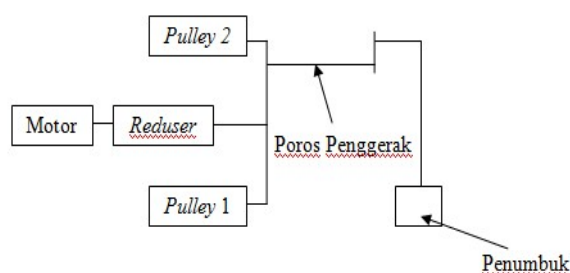 Pulley 2
Motor
Reduser
Poros Penggerak
Pulley 1
Penumbuk